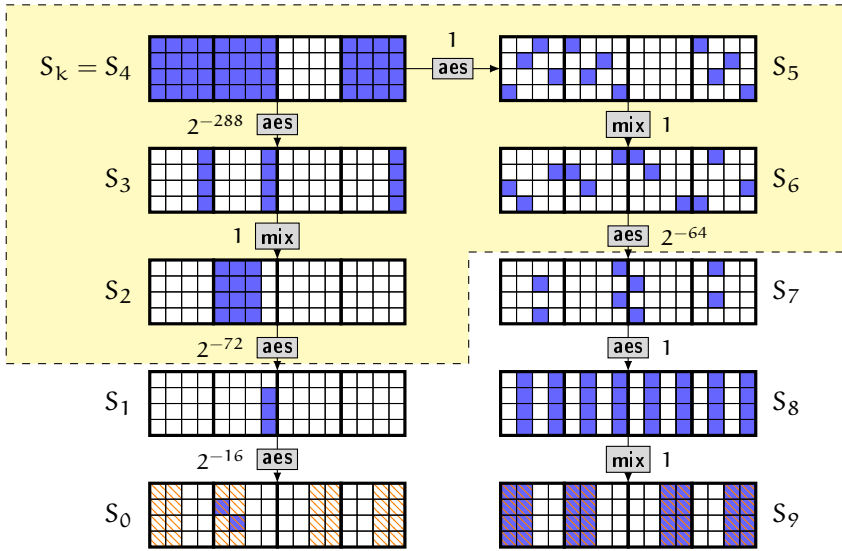 S_k = S_4
1
aes
S_5
2^{-288}
aes
mix
1
S_3
S_6
1
mix
aes
2^{-64}
S_2
S_7
2^{-72}
aes
aes
1
S_1
S_8
2^{-16}
aes
mix
1
S_0
S_9